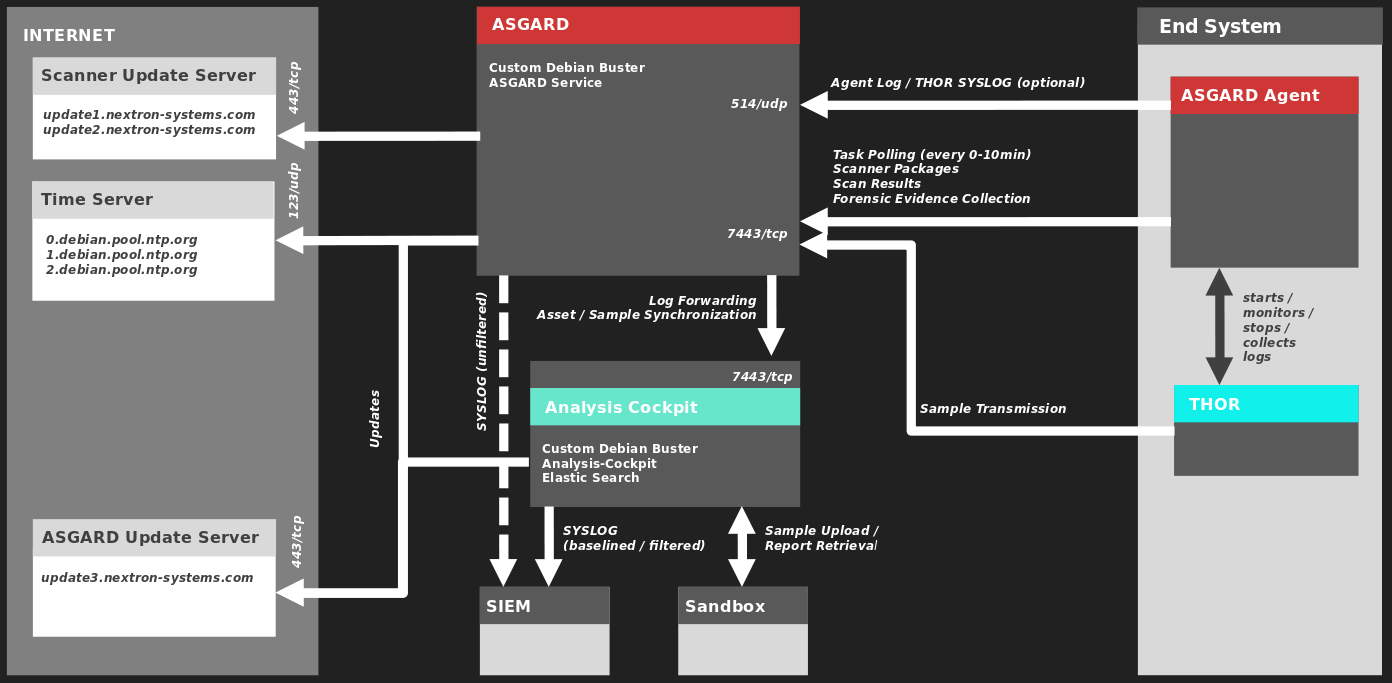 INTERNET
Scanner Update Server
update1.nextron-systems.com
update2.nextron-systems.com
443/tcp
Time Server
0.debian.pool.ntp.org
1.debian.pool.ntp.org
2.debian.pool.ntp.org
123/udp
ASGARD Update Server
update3.nextron-systems.com
443/tcp
Updates
ASGARD
Custom Debian Buster
ASGARD Service
514/udp
7443/tcp
SYSLOG (unfiltered)
Log Forwarding
Asset / Sample Synchronization
7443/tcp
Analysis Cockpit
Custom Debian Buster
Analysis-Cockpit
Elastic Search
SYSLOG
(baselined / filtered)
Sample Upload /
Report Retrieval
SIEM
Sandbox
Agent Log / THOR SYSLOG (optional)
Task Polling (every 0-10min)
Scanner Packages
Scan Results
Forensic Evidence Collection
Sample Transmission
End System
ASGARD Agent
starts /
monitors /
stops /
collects
logs
THOR